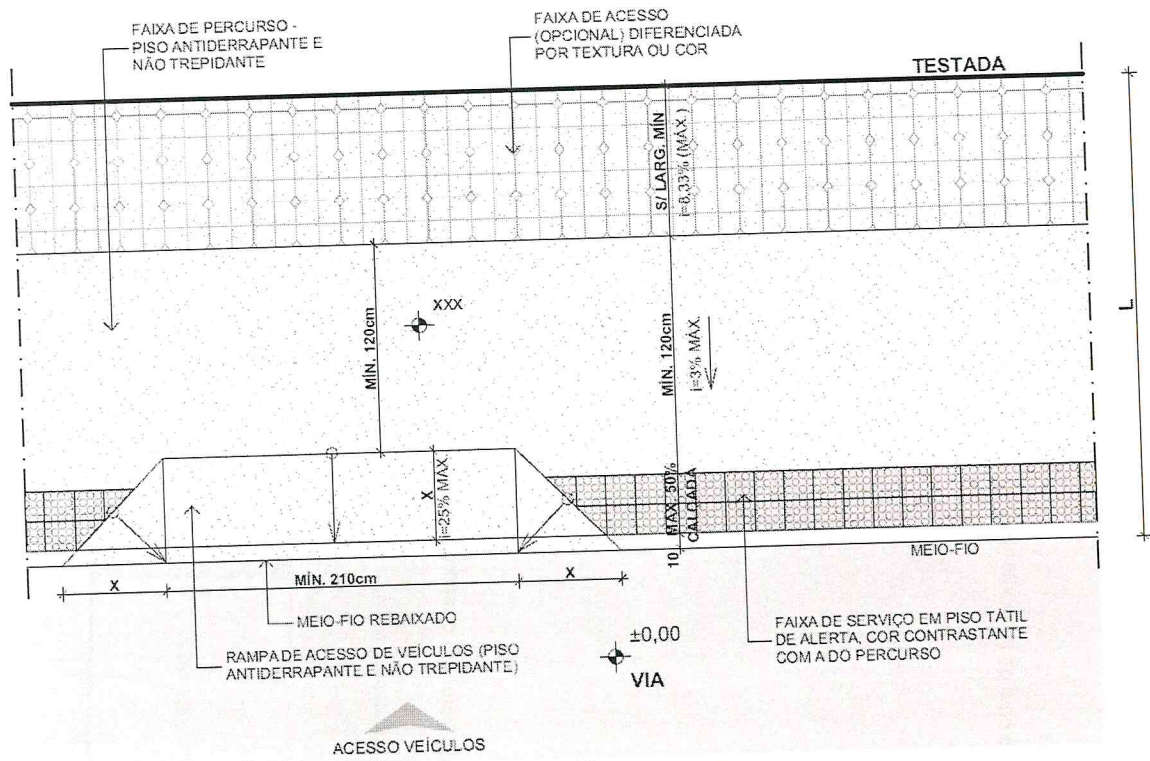 FAIXA DE PERCURSO -
PISO ANTIDERRAPANTE E
NÃO TREPIDANTE
FAIXA DE ACESSO
(OPCIONAL) DIFERENCIADA
POR TEXTURA OU COR
TESTADA
S/ LARG. MÍN
i=8,33% (MÁX.)
XXX
MÍN. 120cm
MÍN. 120cm
i=3% MÁX.
L
X
i=25% MÁX.
MÁX. 50%
CALÇADA
10
MEIO-FIO
X
MÍN. 210cm
X
MEIO-FIO REBAIXADO
RAMPA DE ACESSO DE VEÍCULOS (PISO
ANTIDERRAPANTE E NÃO TREPIDANTE)
±0,00
VIA
FAIXA DE SERVIÇO EM PISO TÁTIL
DE ALERTA, COR CONTRASTANTE
COM A DO PERCURSO
ACESSO VEÍCULOS